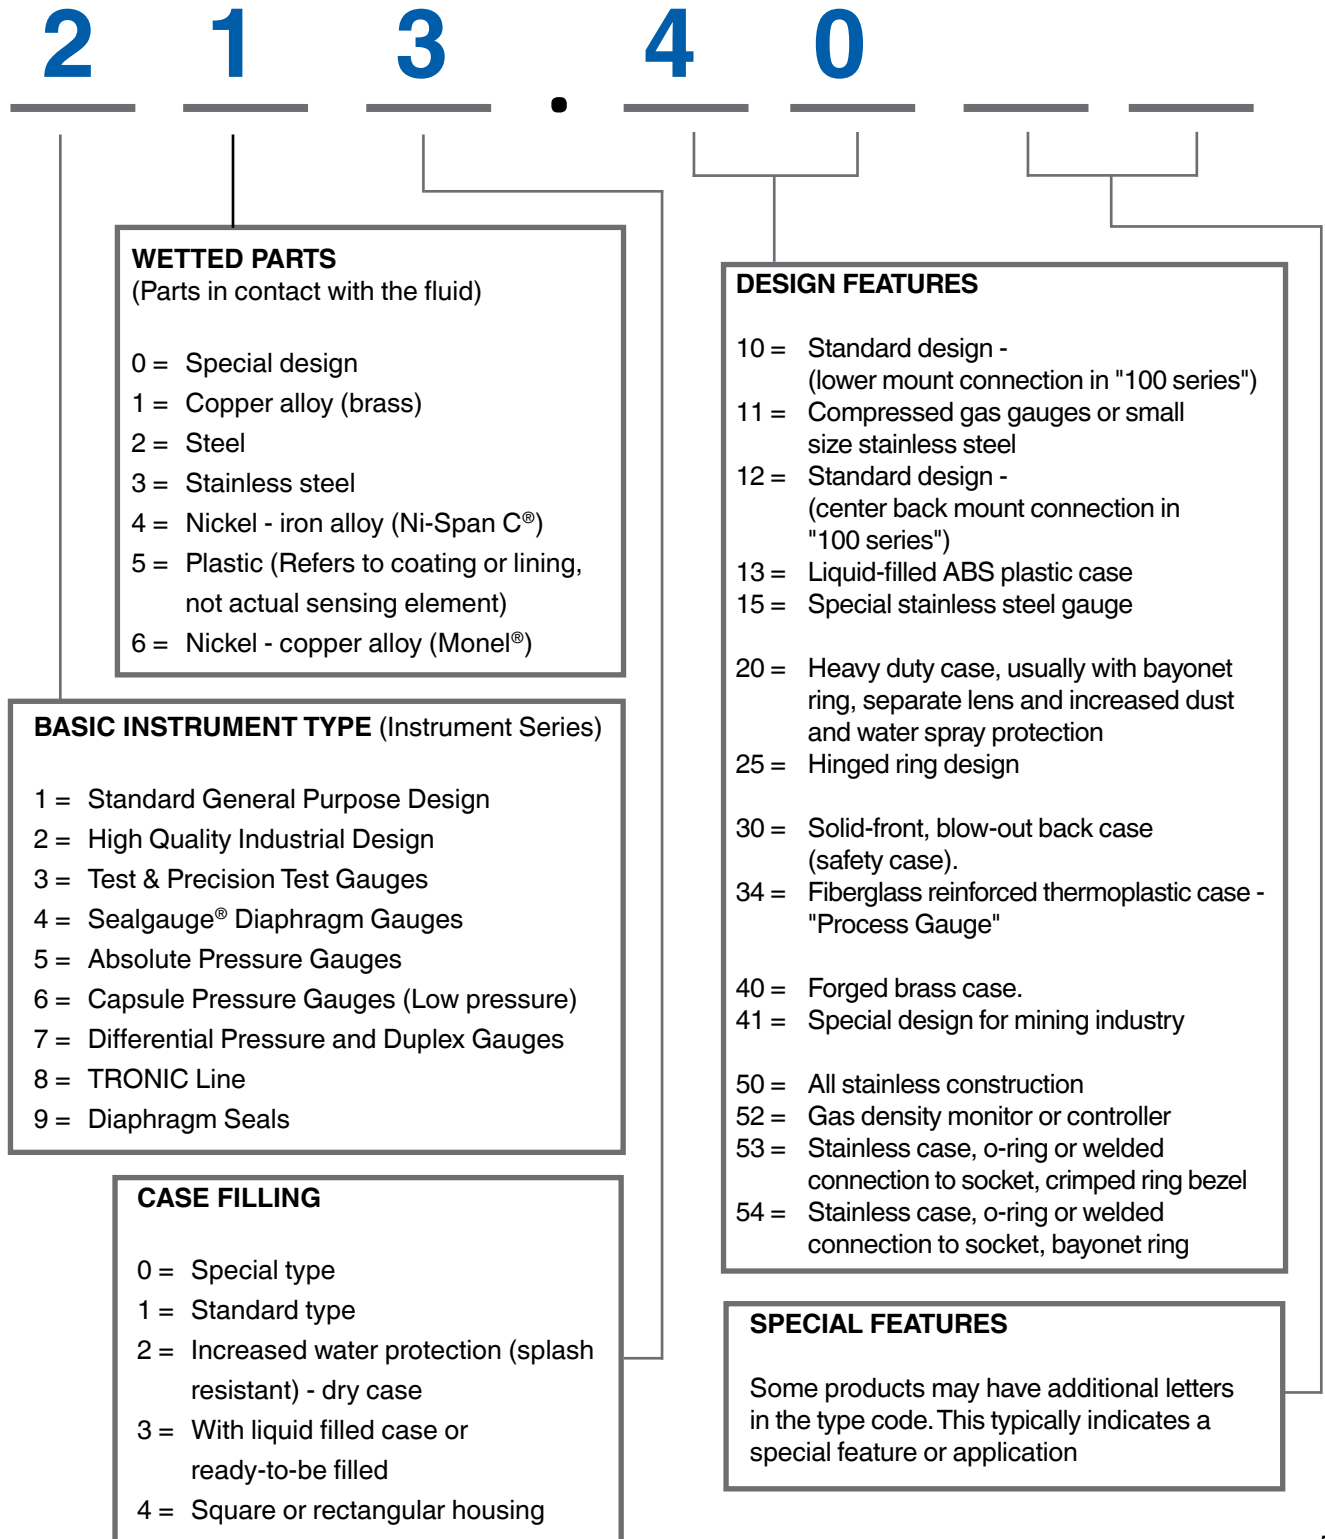 2 1 3 . 4 0
WETTED PARTS
(Parts in contact with the fluid)
0 = Special design
1 = Copper alloy (brass)
2 = Steel
3 = Stainless steel
4 = Nickel - iron alloy (Ni-Span C®)
5 = Plastic (Refers to coating or lining,
not actual sensing element)
6 = Nickel - copper alloy (Monel®)
BASIC INSTRUMENT TYPE (Instrument Series)
1 = Standard General Purpose Design
2 = High Quality Industrial Design
3 = Test & Precision Test Gauges
4 = Sealgauge® Diaphragm Gauges
5 = Absolute Pressure Gauges
6 = Capsule Pressure Gauges (Low pressure)
7 = Differential Pressure and Duplex Gauges
8 = TRONIC Line
9 = Diaphragm Seals
CASE FILLING
0 = Special type
1 = Standard type
2 = Increased water protection (splash
resistant) - dry case
3 = With liquid filled case or
ready-to-be filled
4 = Square or rectangular housing
DESIGN FEATURES
10 = Standard design -
(lower mount connection in "100 series")
11 = Compressed gas gauges or small
size stainless steel
12 = Standard design -
(center back mount connection in
"100 series")
13 = Liquid-filled ABS plastic case
15 = Special stainless steel gauge
20 = Heavy duty case, usually with bayonet
ring, separate lens and increased dust
and water spray protection
25 = Hinged ring design
30 = Solid-front, blow-out back case
(safety case).
34 = Fiberglass reinforced thermoplastic case -
"Process Gauge"
40 = Forged brass case.
41 = Special design for mining industry
50 = All stainless construction
52 = Gas density monitor or controller
53 = Stainless case, o-ring or welded
connection to socket, crimped ring bezel
54 = Stainless case, o-ring or welded
connection to socket, bayonet ring
SPECIAL FEATURES
Some products may have additional letters
in the type code. This typically indicates a
special feature or application